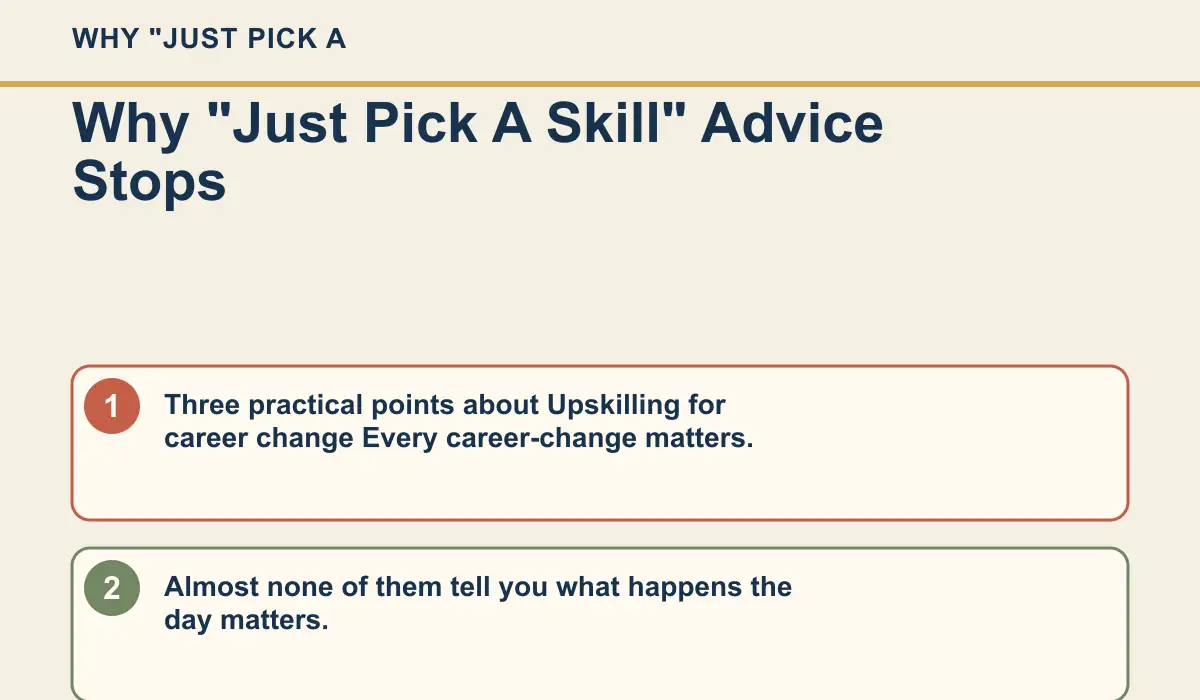 WHY "JUST PICK A
Why "Just Pick A Skill" Advice
Stops
1
Three practical points about Upskilling for
career change Every career-change matters.
2
Almost none of them tell you what happens the
day matters.